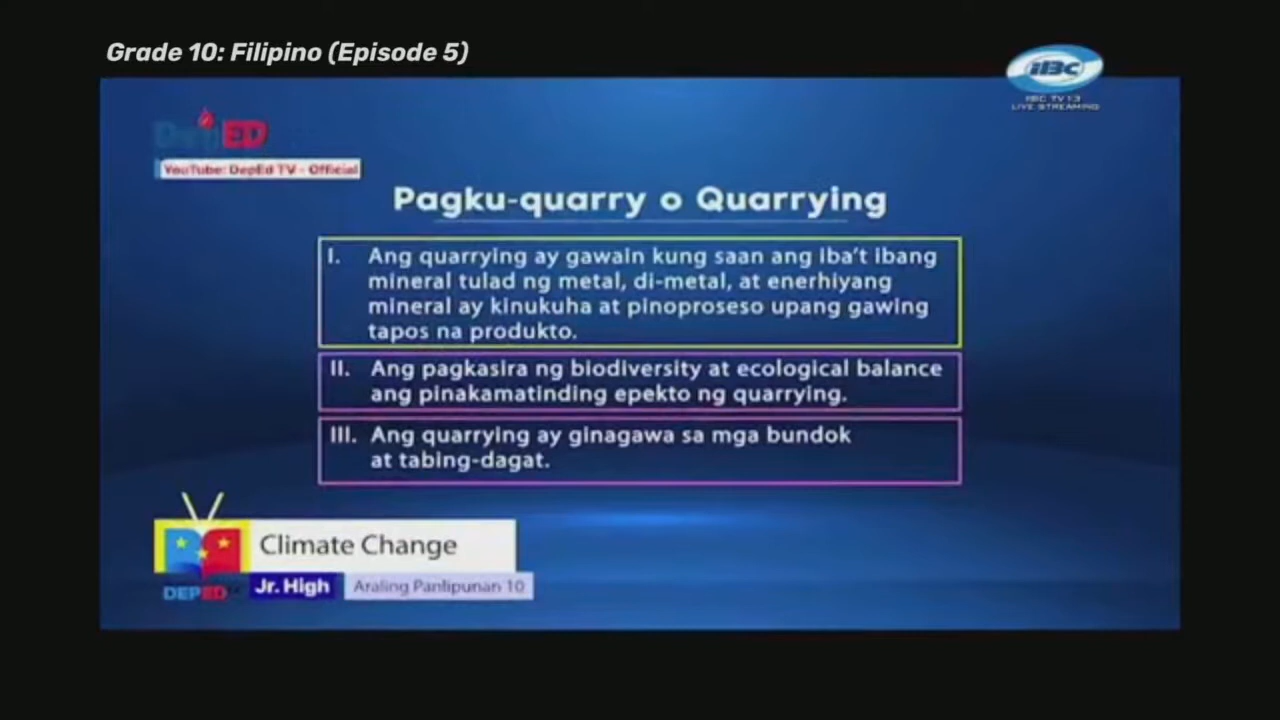 Grade 10: Filipino (Episode 5)
iBC
IBC TV 13
LIVE STREAMING
DepED
YouTube: DepEd TV - Official
Pagku-quarry o Quarrying
I. Ang quarrying ay gawain kung saan ang iba't ibang
mineral tulad ng metal, di-metal, at enerhiyang
mineral ay kinukuha at pinoproseso upang gawing
tapos na produkto.
II. Ang pagkasira ng biodiversity at ecological balance
ang pinakamatinding epekto ng quarrying.
III. Ang quarrying ay ginagawa sa mga bundok
at tabing-dagat.
Climate Change
DEPED
Jr. High
Araling Panlipunan 10